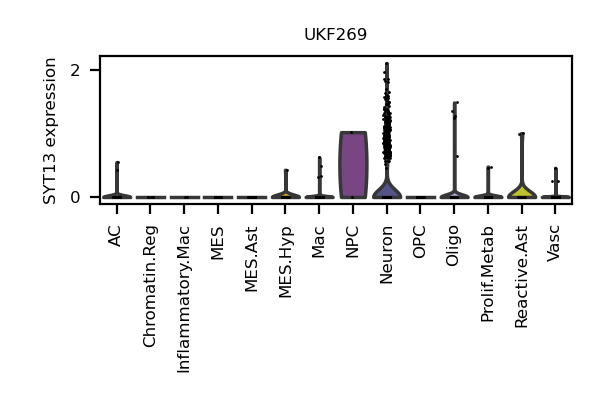 UKF269
SYT13 expression
2
0
AC
Chromatin.Reg
Inflammatory.Mac
MES
MES.Ast
MES.Hyp
Mac
NPC
Neuron
OPC
Oligo
Prolif.Metab
Reactive.Ast
Vasc